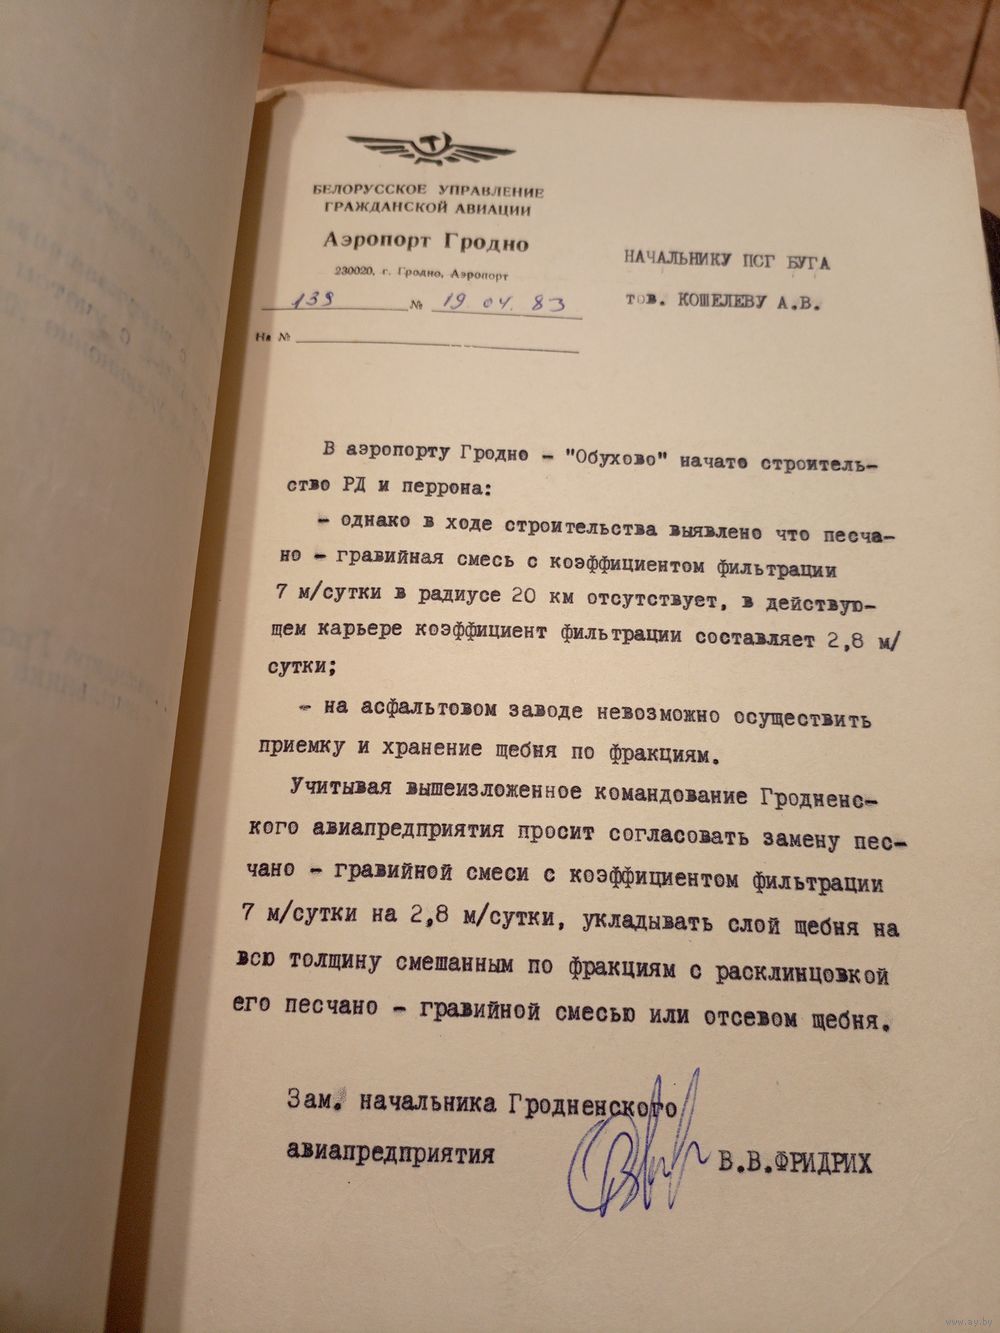 БЕЛОРУССКОЕ УПРАВЛЕНИЕ
ГРАЖДАНСКОЙ АВИАЦИИ
Аэропорт Гродно
230020, г. Гродно, Аэропорт
139 № 19 04. 83
На №
НАЧАЛЬНИКУ ПСГ БУГА
тов. КОШЕЛЕВУ А.В.
В аэропорту Гродно - "Обухово" начато строитель-
ство РД и перрона:
- однако в ходе строительства выявлено что песча-
но - гравийная смесь с коэффициентом фильтрации
7 м/сутки в радиусе 20 км отсутствует, в действую-
щем карьере коэффициент фильтрации составляет 2,8 м/
сутки;
- на асфальтовом заводе невозможно осуществить
приемку и хранение щебня по фракциям.
Учитывая вышеизложенное командование Гродненс-
кого авиапредприятия просит согласовать замену пес-
чано - гравийной смеси с коэффициентом фильтрации
7 м/сутки на 2,8 м/сутки, укладывать слой щебня на
всю толщину смешанным по фракциям с расклинцовкой
его песчано - гравийной смесью или отсевом щебня.
Зам. начальника Гродненского
авиапредприятия В.В.ФРИДРИХ
www.ay.by